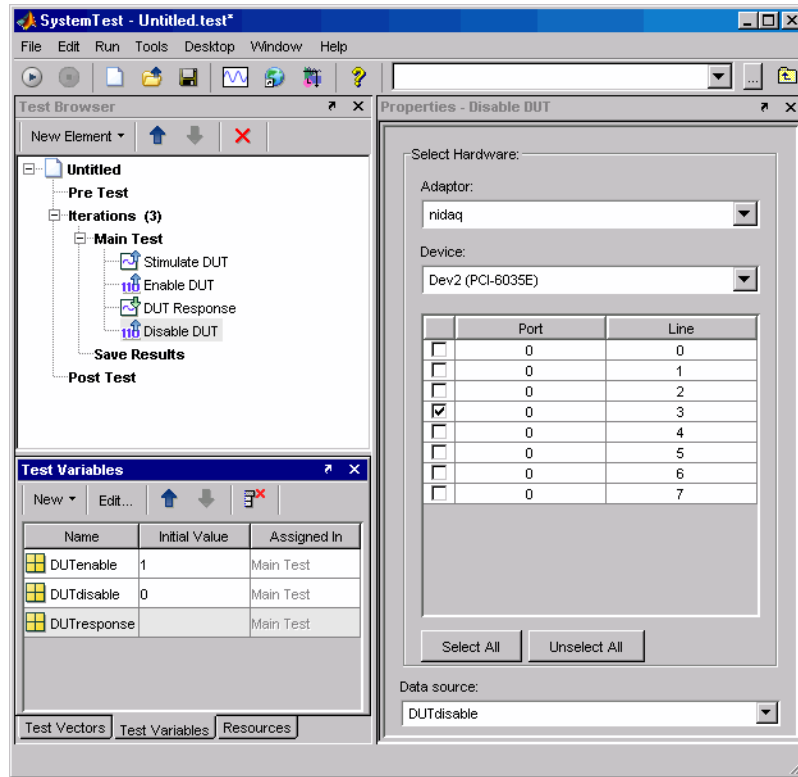 SystemTest - Untitled.test*
File Edit Run Tools Desktop Window Help
...
Test Browser
New Element
Untitled
Pre Test
Iterations (3)
Main Test
Stimulate DUT
Enable DUT
DUT Response
Disable DUT
Save Results
Post Test
Test Variables
New Edit...
Name Initial Value Assigned In
DUTenable 1 Main Test
DUTdisable 0 Main Test
DUTresponse Main Test
Test Vectors Test Variables Resources
Properties - Disable DUT
Select Hardware:
Adaptor:
nidaq
Device:
Dev2 (PCI-6035E)
Port Line
0 0
0 1
0 2
0 3
0 4
0 5
0 6
0 7
Select All Unselect All
Data source:
DUTdisable